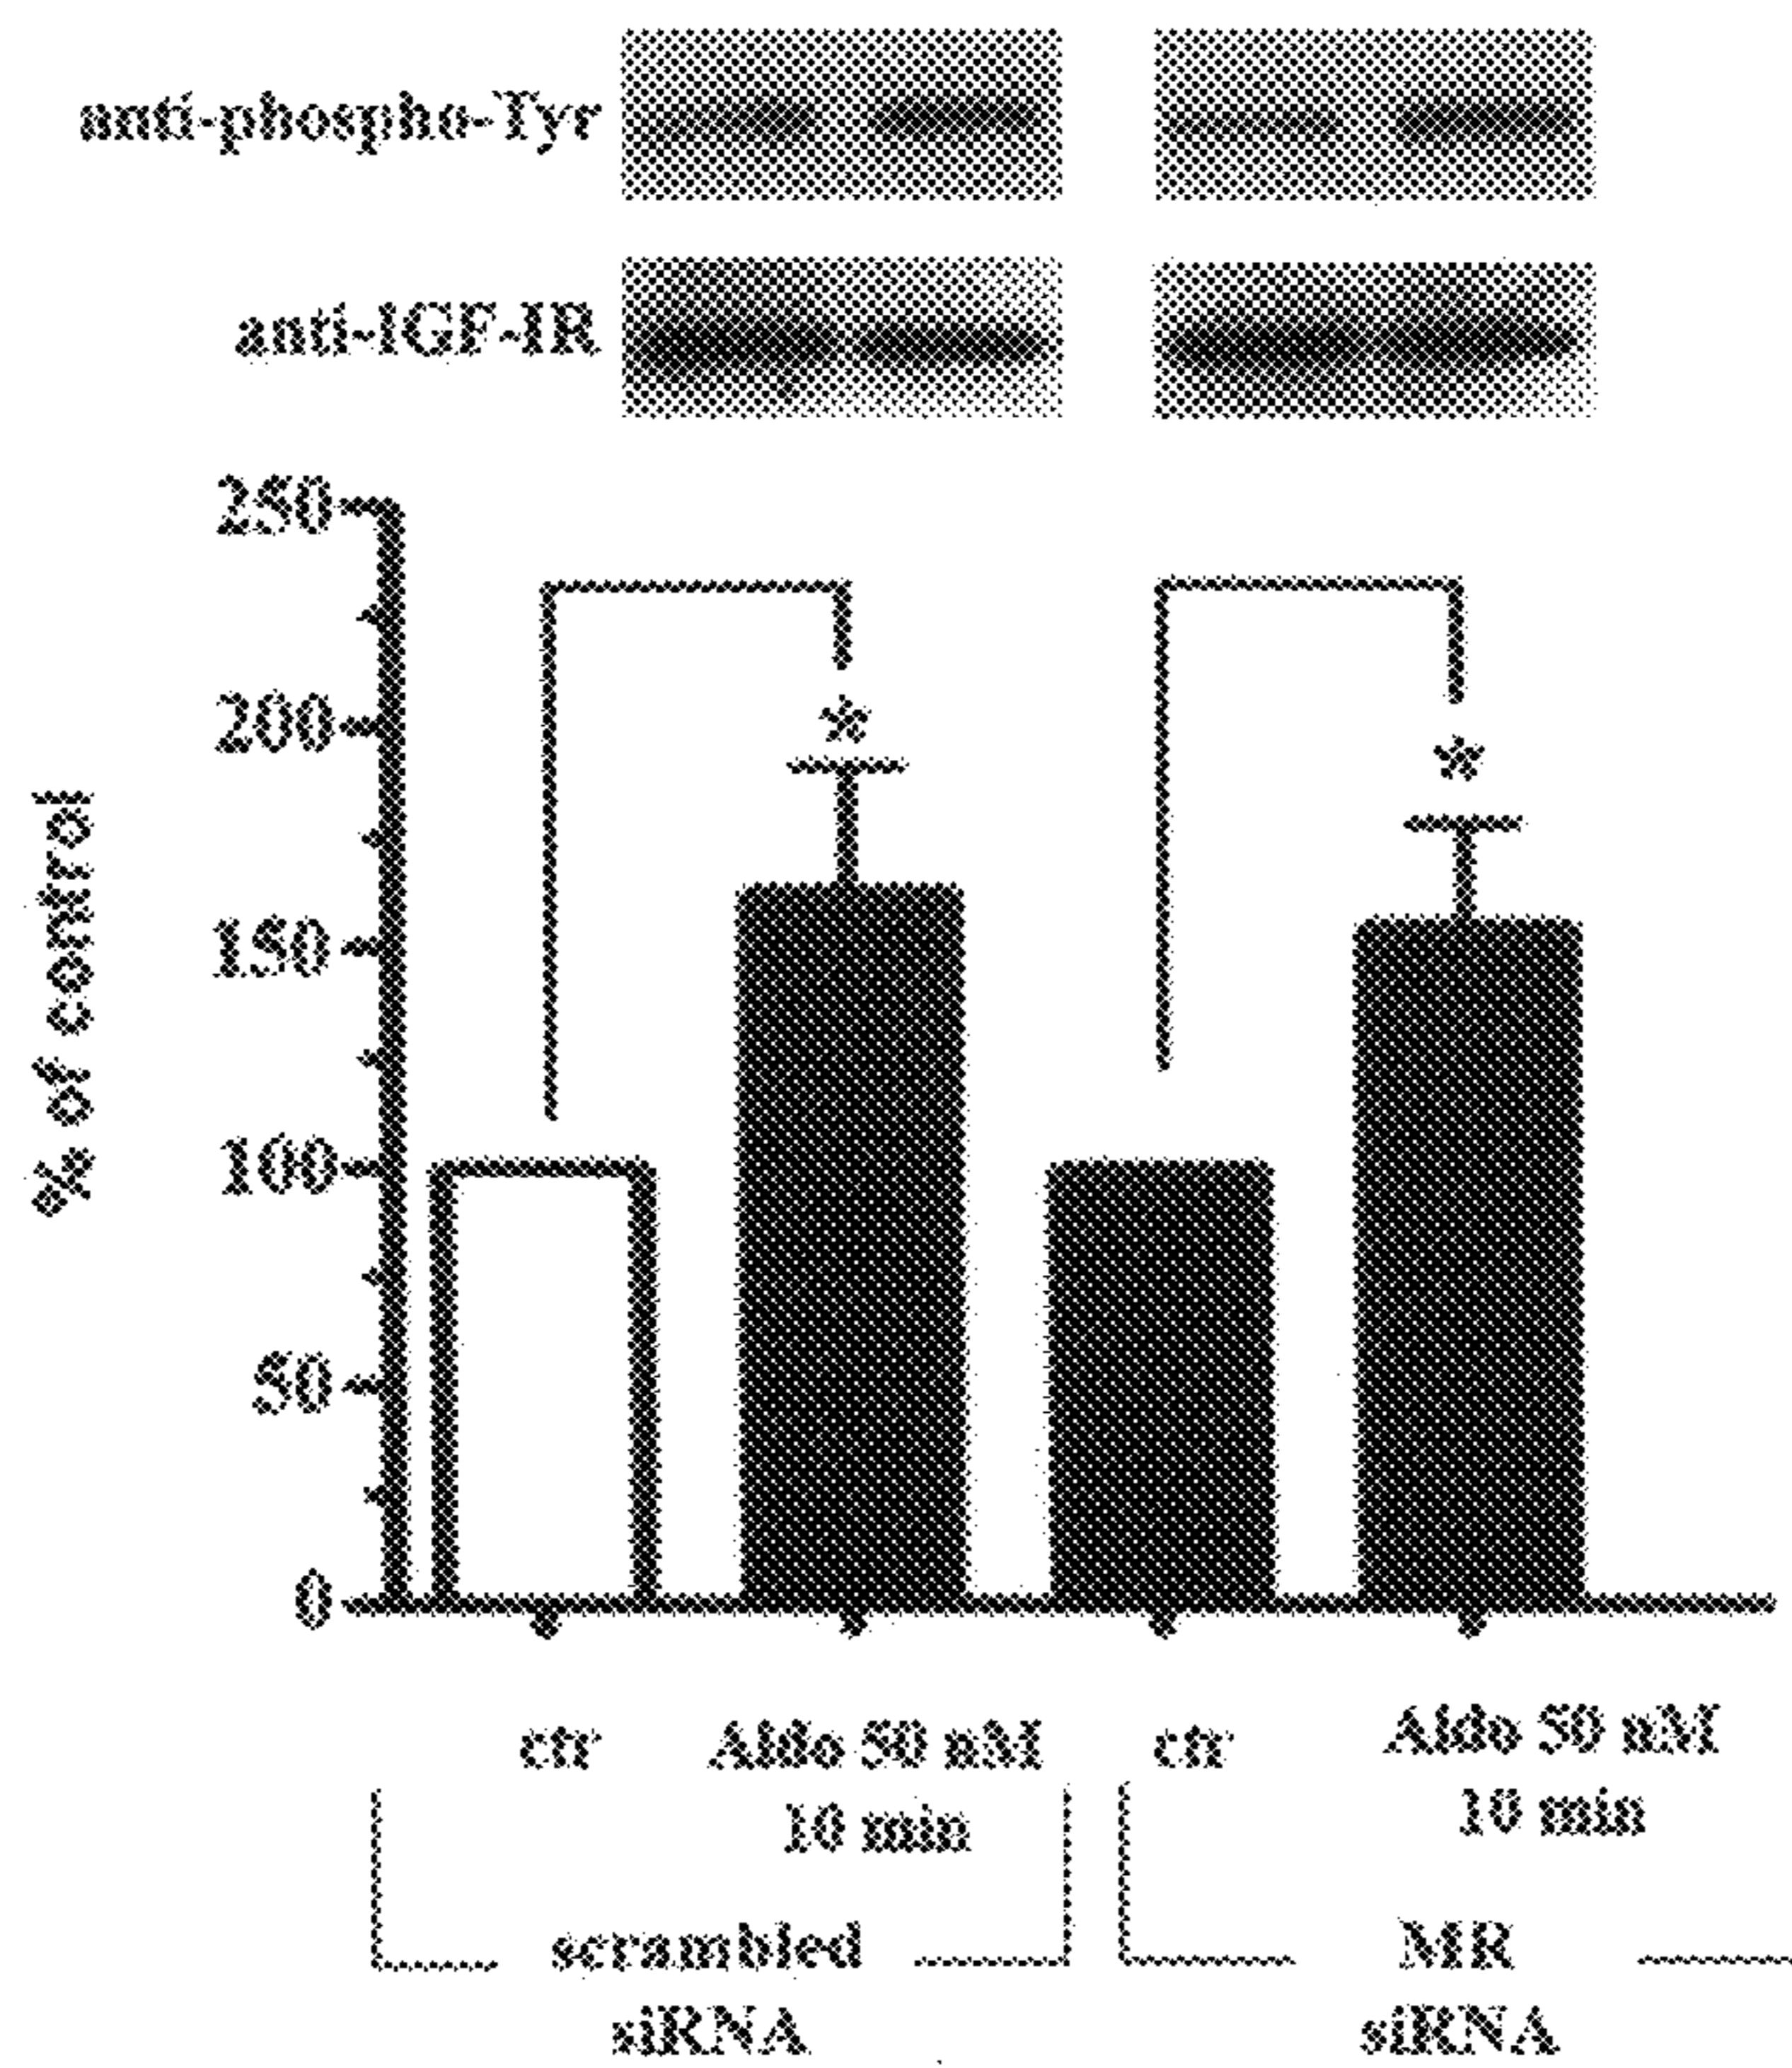 anti-phospho-Tyr
anti-IGF-IR
250
200
150
100
50
0
% of control
*
*
ctr
Aldo 50 nM
10 min
ctr
Aldo 50 nM
10 min
scrambled
siRNA
MR
siRNA